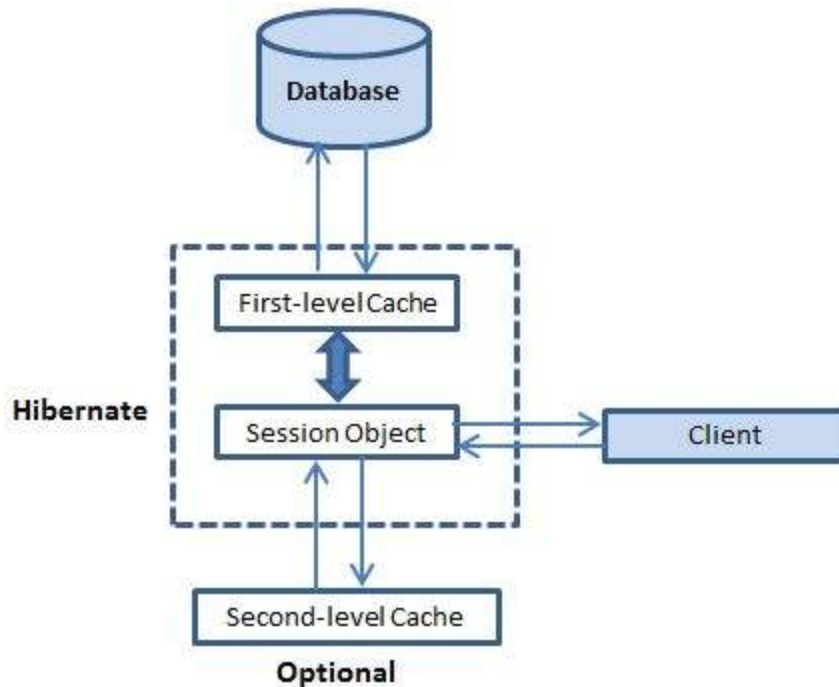 Database
First-level Cache
Hibernate
Session Object
Client
Second-level Cache
Optional